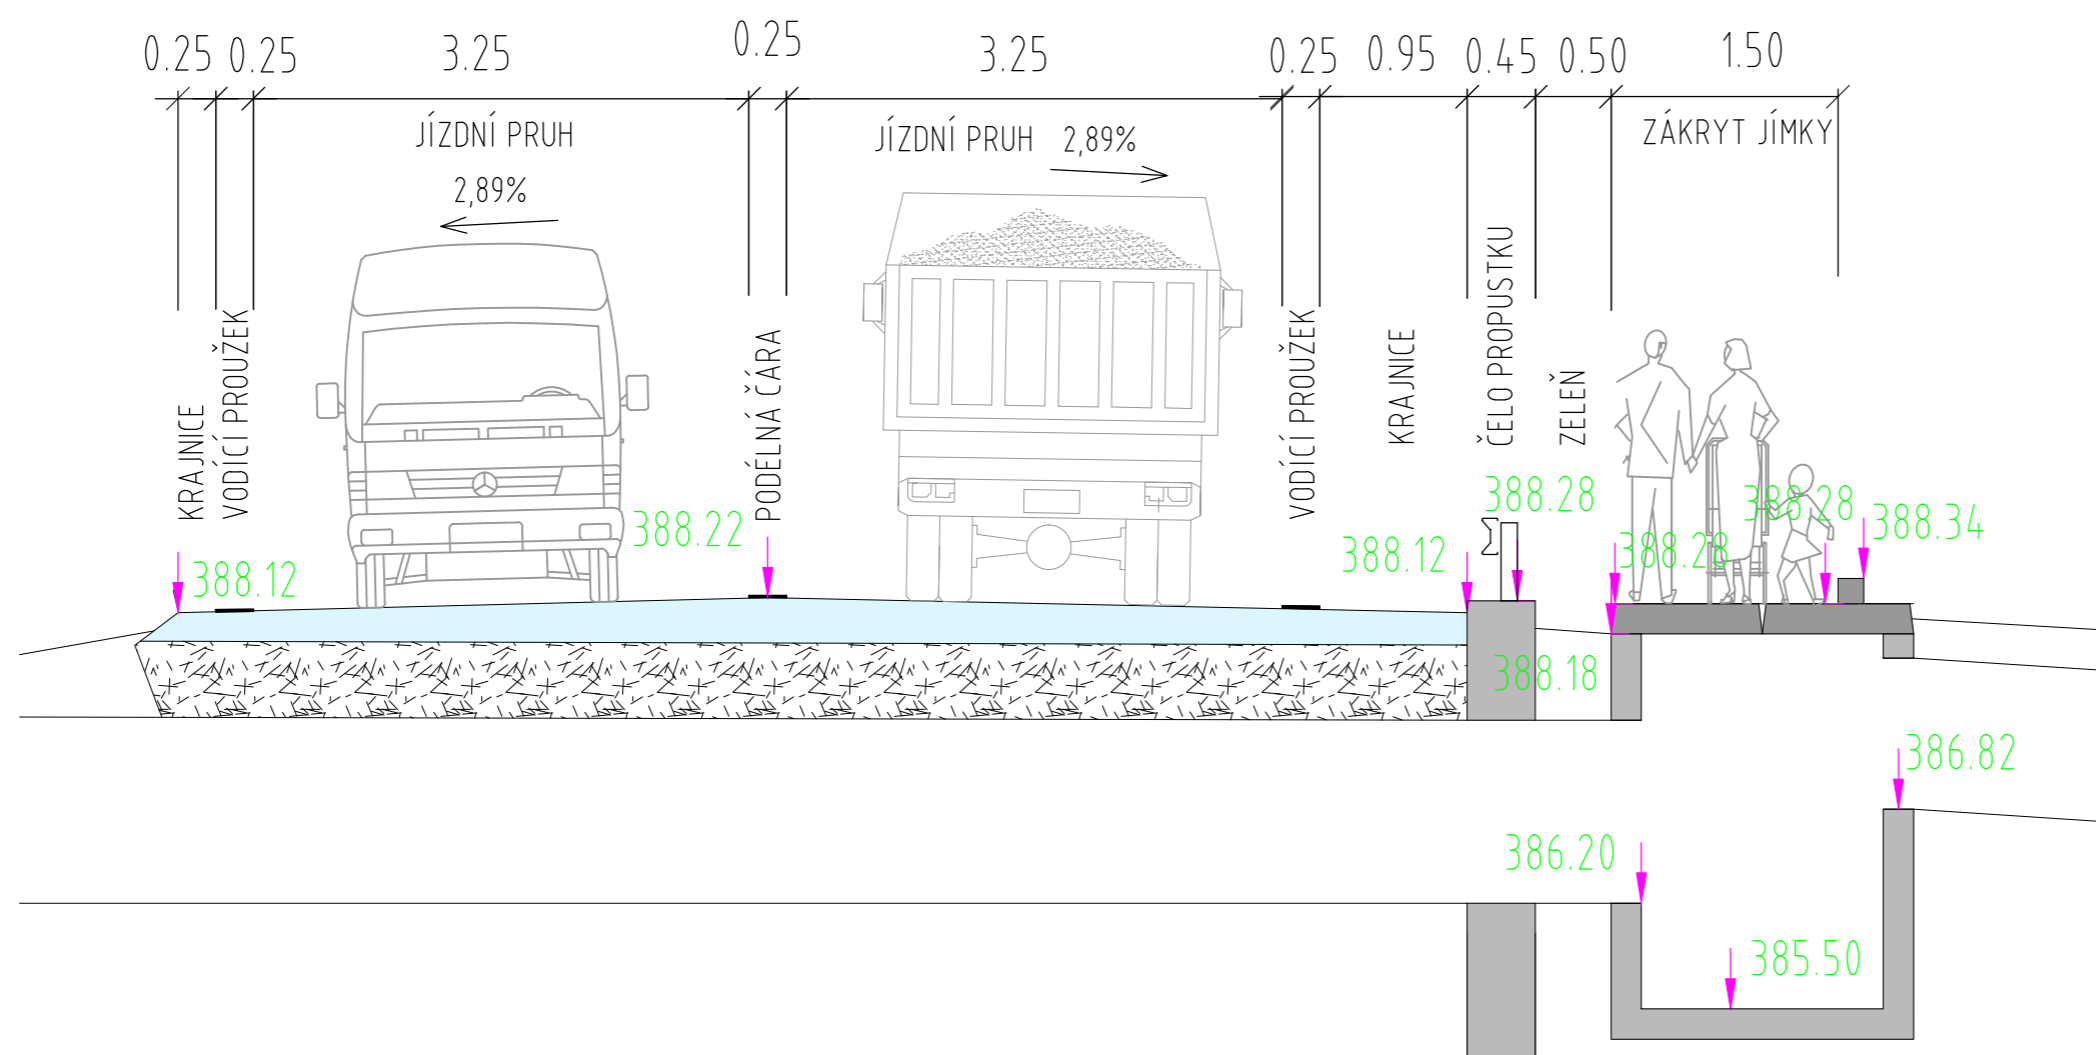 0.25 0.25 3.25 0.25 3.25 0.25 0.95 0.45 0.50 1.50
JÍZDNÍ PRUH
2,89%
JÍZDNÍ PRUH 2,89%
ZÁKRYT JÍMKY
KRAJNICE
VODÍCÍ PROUŽEK
PODÉLNÁ ČÁRA
VODÍCÍ PROUŽEK
KRAJNICE
ČELO PROPUSTKU
ZELEŇ
388.12
388.22
388.12
388.28
388.28
388.28
388.34
388.18
386.82
386.20
385.50